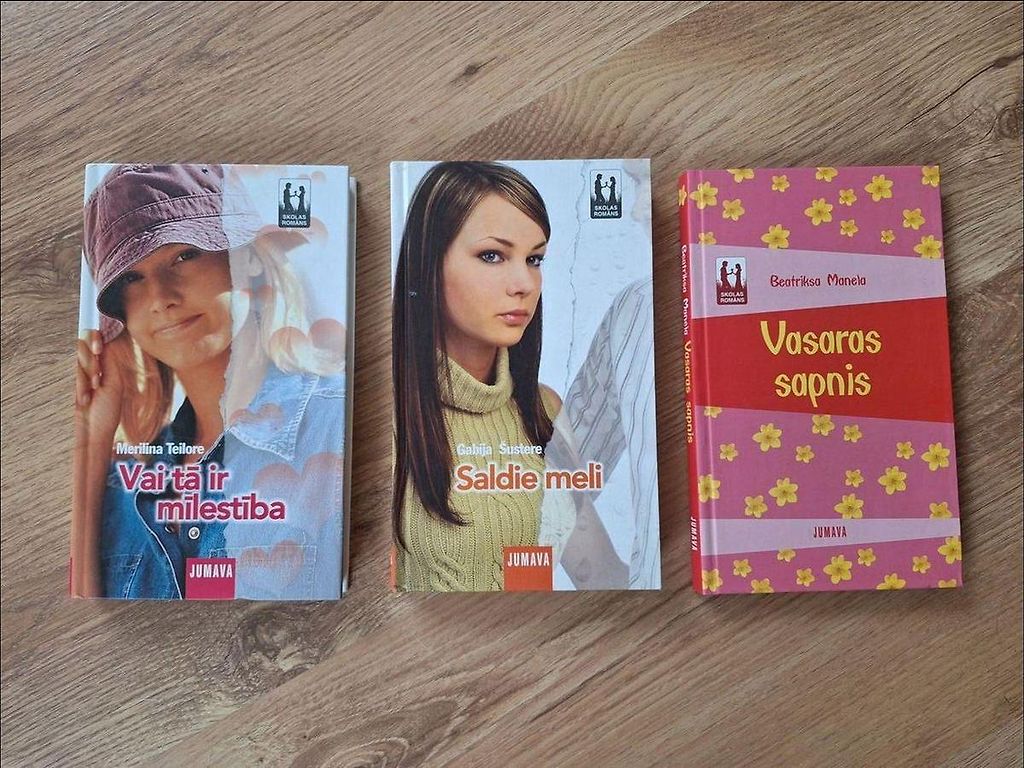 SKOLAS
ROMĀNS
Merilina Teilore
Vai tā ir
mīlestība
JUMAVA
SKOLAS
ROMĀNS
Gabija Šustere
Saldie meli
JUMAVA
Beatriksa Manela Vasaras sapnis
JUMAVA
SKOLAS
ROMĀNS
Beatriksa Manela
Vasaras
sapnis
JUMAVA